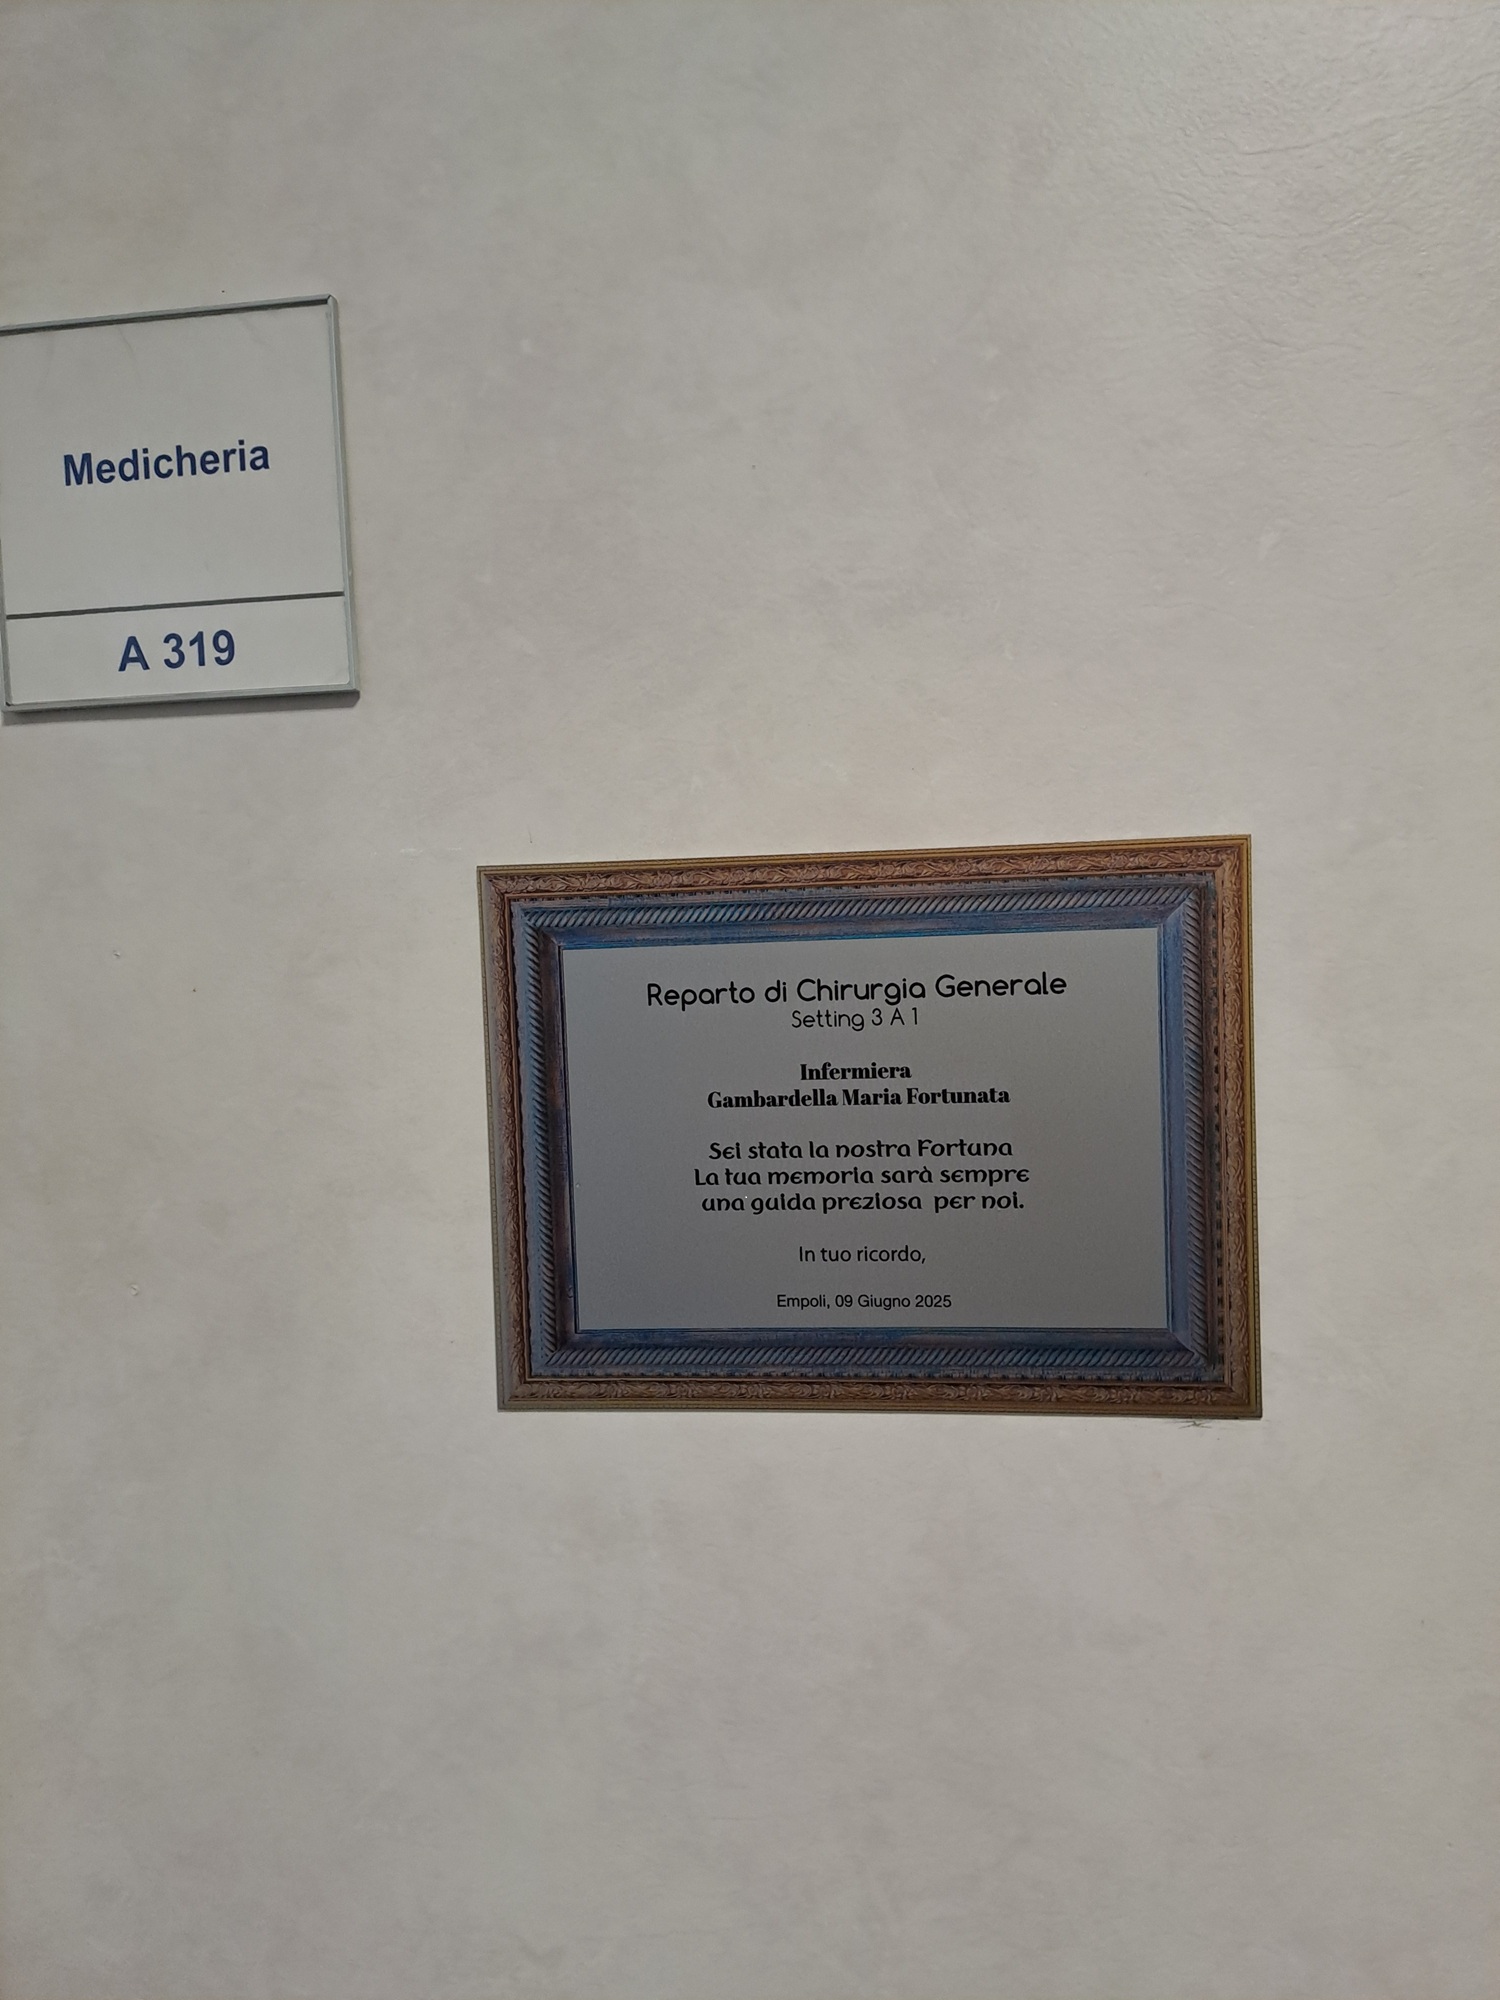 Medicheria
A 319
Reparto di Chirurgia Generale
Setting 3 A 1
Infermiera
Gambardella Maria Fortunata
Sei stata la nostra Fortuna
La tua memoria sarà sempre
una guida preziosa per noi.
In tuo ricordo,
Empoli, 09 Giugno 2025